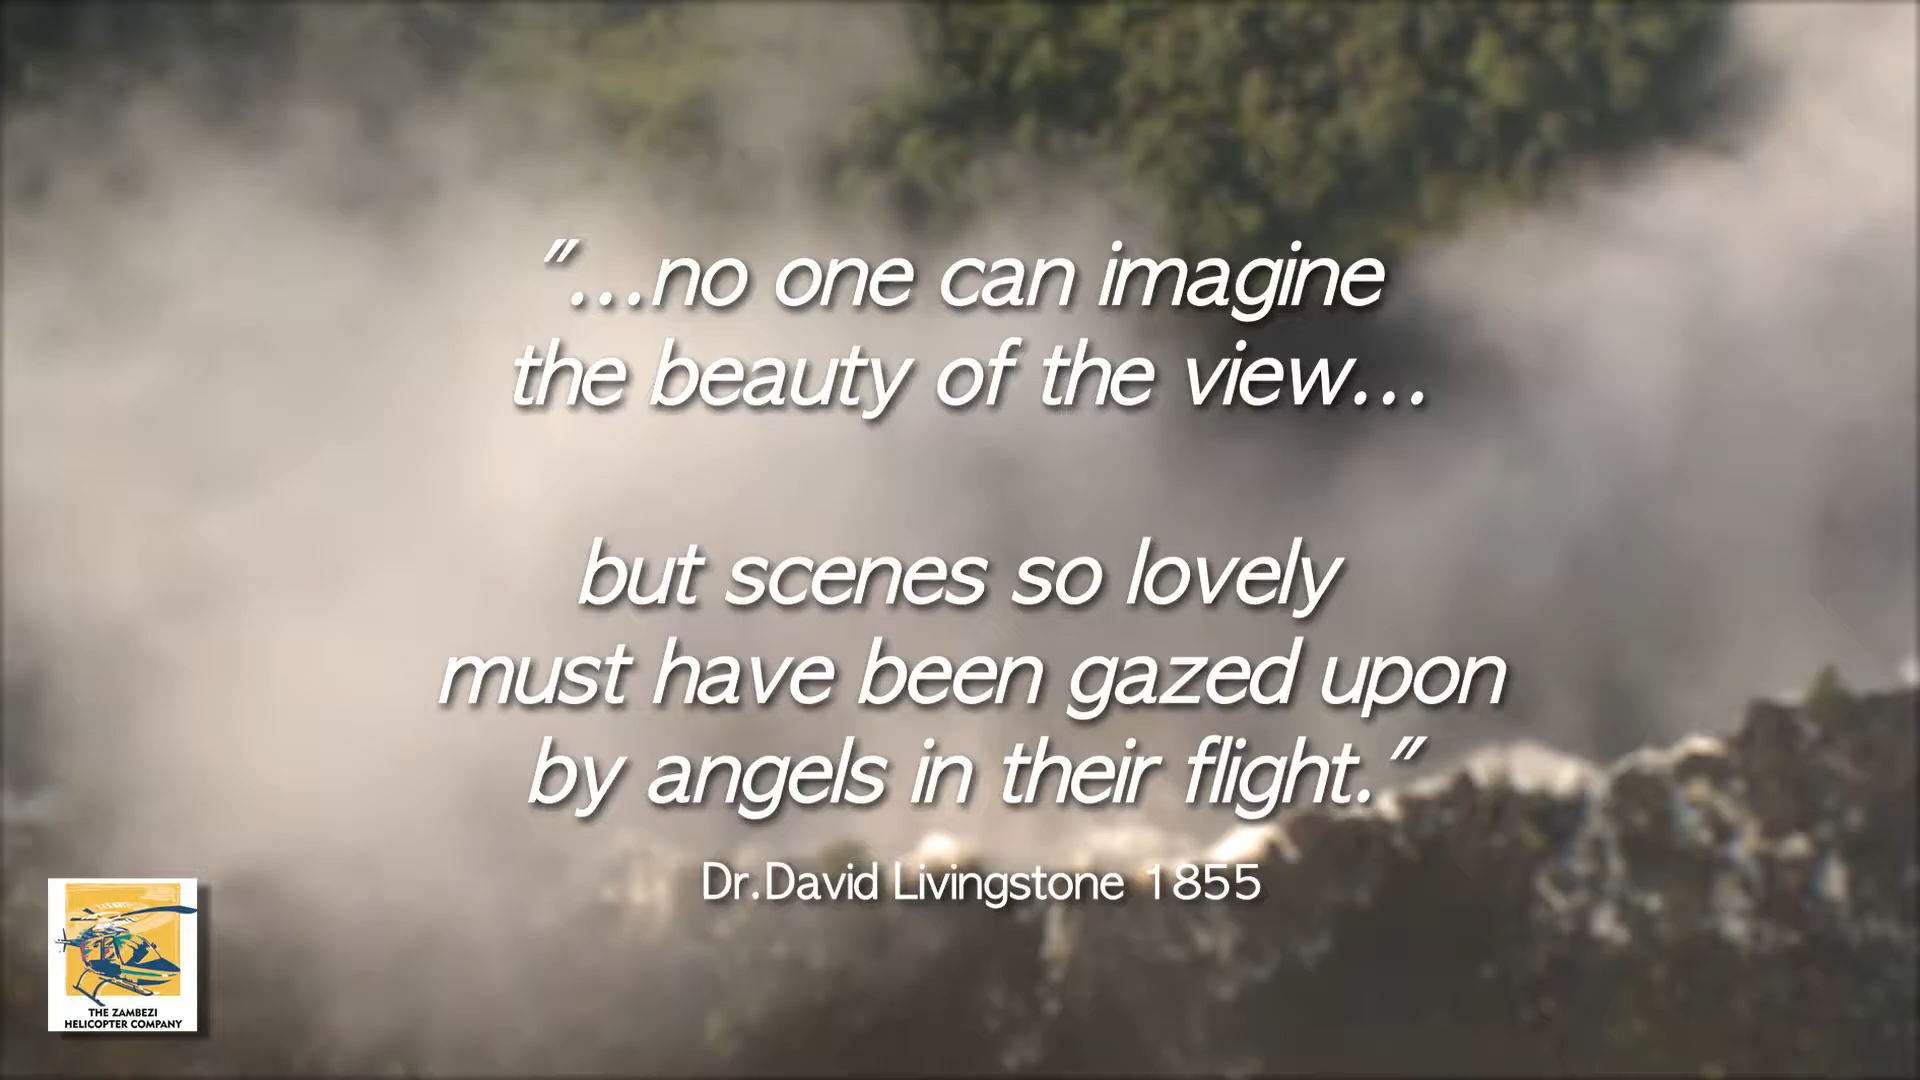 "...no one can imagine
the beauty of the view...
but scenes so lovely
must have been gazed upon
by angels in their flight."
Dr.David Livingstone 1855
THE ZAMBEZI
HELICOPTER COMPANY